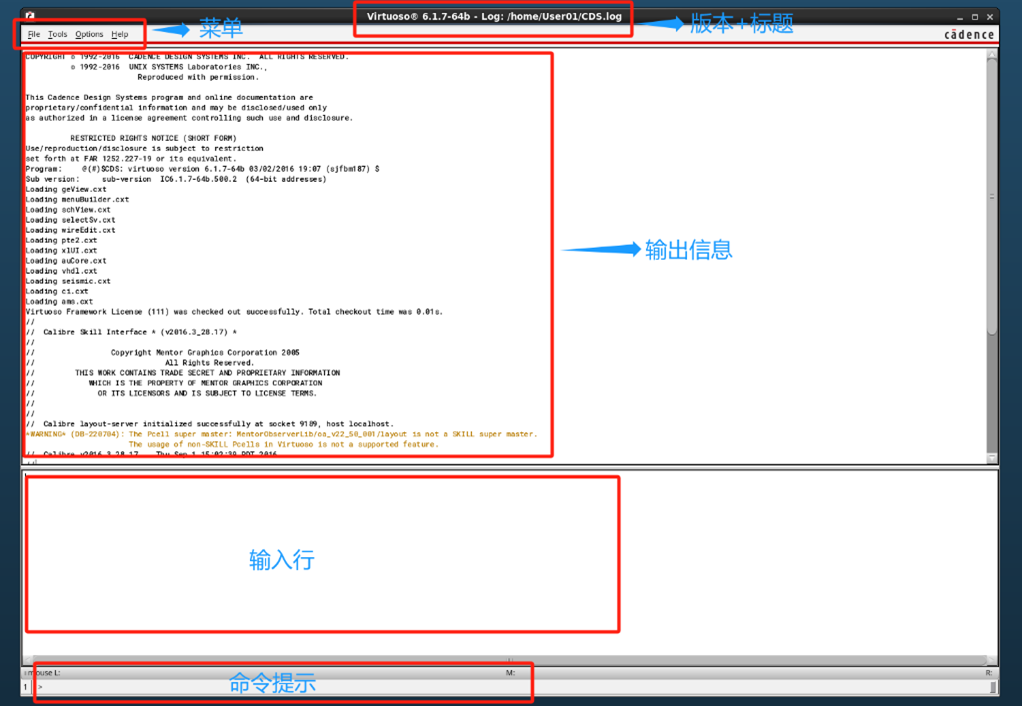 Virtuoso® 6.1.7-64b - Log: /home/User01/CDS.log
版本+标题
File Tools Options Help
菜单
cādence
COPYRIGHT © 1992-2016 CADENCE DESIGN SYSTEMS INC. ALL RIGHTS RESERVED.
© 1992-2016 UNIX SYSTEMS Laboratories INC.,
Reproduced with permission.
This Cadence Design Systems program and online documentation are
proprietary/confidential information and may be disclosed/used only
as authorized in a license agreement controlling such use and disclosure.
RESTRICTED RIGHTS NOTICE (SHORT FORM)
Use/reproduction/disclosure is subject to restriction
set forth at FAR 1252.227-19 or its equivalent.
Program: @(#)$CDS: virtuoso version 6.1.7-64b 03/02/2016 19:07 (sjfbm187) $
Sub version: sub-version IC6.1.7-64b.500.2 (64-bit addresses)
Loading geView.cxt
Loading menuBuilder.cxt
Loading schView.cxt
Loading selectSv.cxt
Loading wireEdit.cxt
Loading pte2.cxt
Loading xlUI.cxt
Loading auCore.cxt
Loading vhdl.cxt
Loading seismic.cxt
Loading ci.cxt
Loading ams.cxt
Virtuoso Framework License (111) was checked out successfully. Total checkout time was 0.01s.
//
// Calibre Skill Interface * (v2016.3_28.17) *
//
// Copyright Mentor Graphics Corporation 2005
// All Rights Reserved.
// THIS WORK CONTAINS TRADE SECRET AND PROPRIETARY INFORMATION
// WHICH IS THE PROPERTY OF MENTOR GRAPHICS CORPORATION
// OR ITS LICENSORS AND IS SUBJECT TO LICENSE TERMS.
//
//
// Calibre layout-server initialized successfully at socket 9189, host localhost.
*WARNING* (DB-220704): The Pcell super master: MentorObserverLib/oa_v22_50_001/layout is not a SKILL super master.
The usage of non-SKILL Pcells in Virtuoso is not a supported feature.
// Calibre v2016.3_28.17 Thu Sep 1 15:02:39 PDT 2016
//
输出信息
输入行
mouse L: M: R:
1 >
命令提示